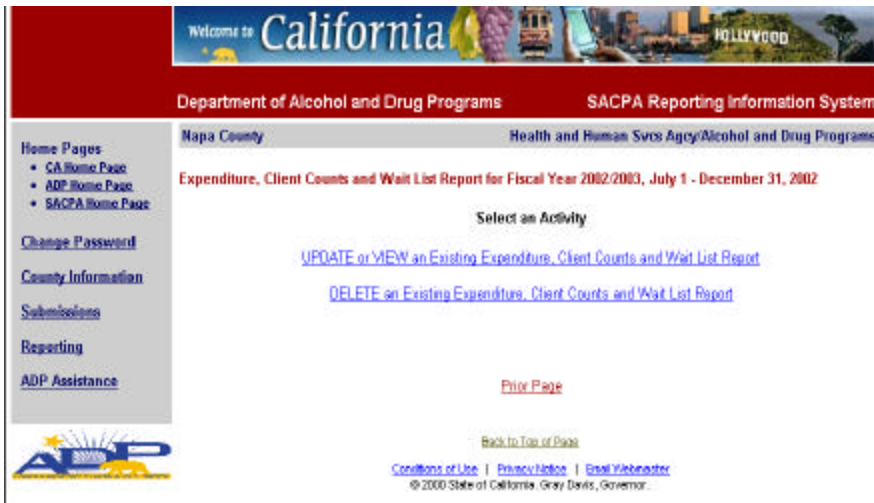 Welcome to California
HOLLYWOOD
Department of Alcohol and Drug Programs SACPA Reporting Information System
Napa County Health and Human Svcs Agcy/Alcohol and Drug Programs
Home Pages
• CA Home Page
• ADP Home Page
• SACPA Home Page
Change Password
County Information
Submissions
Reporting
ADP Assistance
ADP
Expenditure, Client Counts and Wait List Report for Fiscal Year 2002/2003, July 1 - December 31, 2002
Select an Activity
UPDATE or VIEW an Existing Expenditure, Client Counts and Wait List Report
DELETE an Existing Expenditure, Client Counts and Wait List Report
Prior Page
Back to Top of Page
Conditions of Use | Privacy Notice | Email Webmaster
© 2000 State of California. Gray Davis, Governor.